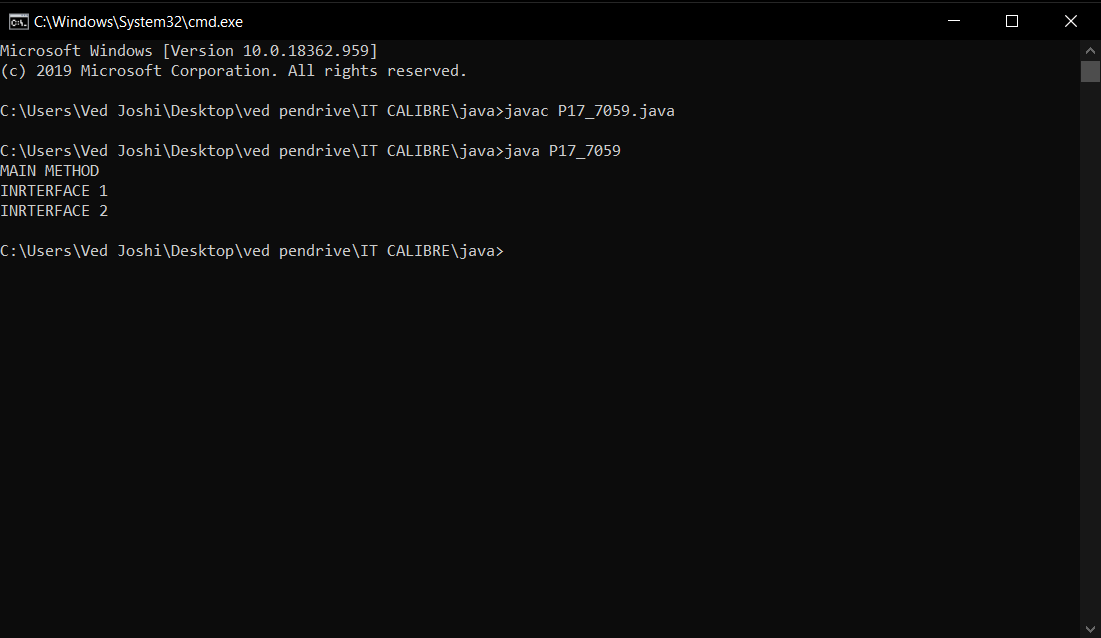 C:\Windows\System32\cmd.exe
Microsoft Windows [Version 10.0.18362.959]
(c) 2019 Microsoft Corporation. All rights reserved.
C:\Users\Ved Joshi\Desktop\ved pendrive\IT CALIBRE\java>javac P17_7059.java
C:\Users\Ved Joshi\Desktop\ved pendrive\IT CALIBRE\java>java P17_7059
MAIN METHOD
INRTERFACE 1
INRTERFACE 2
C:\Users\Ved Joshi\Desktop\ved pendrive\IT CALIBRE\java>